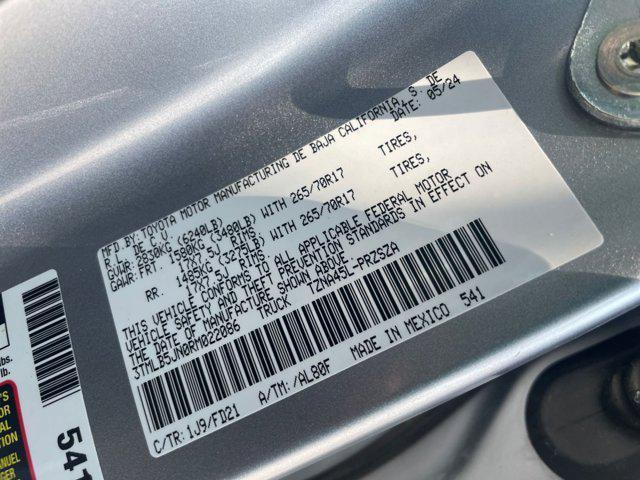 MFD.BY: TOYOTA MOTOR MANUFACTURING DE BAJA CALIFORNIA, S. DE
R.L. DE C.V. DATE: 05/24
GVWR: 2830KG (6240LB)
GAWR: FRT. 1580KG (3480LB) WITH 265/70R17 TIRES,
17X7.5J RIMS
RR. 1485KG (3275LB) WITH 265/70R17 TIRES,
17X7.5J RIMS
THIS VEHICLE CONFORMS TO ALL APPLICABLE FEDERAL MOTOR
VEHICLE SAFETY AND THEFT PREVENTION STANDARDS IN EFFECT ON
THE DATE OF MANUFACTURE SHOWN ABOVE.
3TMLB5JN0RM022086 TRUCK TZNA45L-PRZSZA
C/TR: 1J9/FD21 A/TM: /AL80F MADE IN MEXICO 541
lbs.
lb.
541